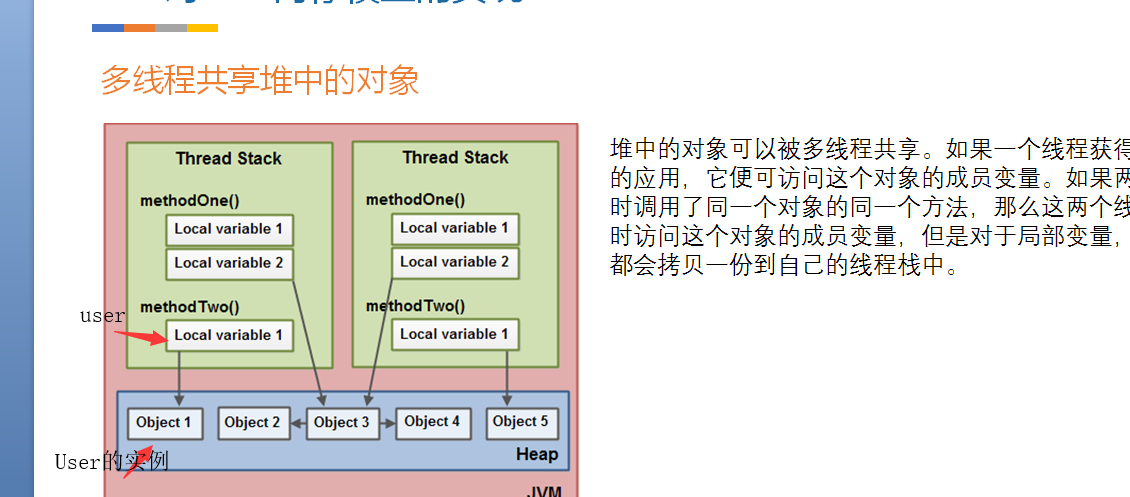 多线程共享堆中的对象
Thread Stack
methodOne()
Local variable 1
Local variable 2
methodTwo()
Local variable 1
Thread Stack
methodOne()
Local variable 1
Local variable 2
methodTwo()
Local variable 1
user
Object 1
Object 2
Object 3
Object 4
Object 5
Heap
User的实例
JVM
堆中的对象可以被多线程共享。如果一个线程获得
的应用，它便可访问这个对象的成员变量。如果两
时调用了同一个对象的同一个方法，那么这两个线
时访问这个对象的成员变量，但是对于局部变量，
都会拷贝一份到自己的线程栈中。